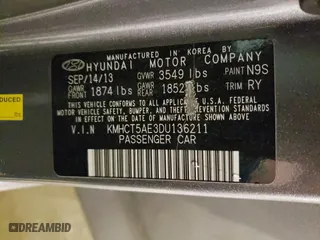 MANUFACTURED IN KOREA BY
HYUNDAI MOTOR COMPANY
SEP/14/13 GVWR 3549 lbs PAINT N9S
GAWR FRONT 1874 lbs GAWR REAR 1852 lbs TRIM RY
THIS VEHICLE CONFORMS TO ALL APPLICABLE U.S. FEDERAL MOTOR
VEHICLE SAFETY, BUMPER, AND THEFT PREVENTION STANDARDS
IN EFFECT ON THE DATE OF MANUFACTURE SHOWN ABOVE.
V.I.N KMHCT5AE3DU136211
PASSENGER CAR
DUCED
DREAMBID